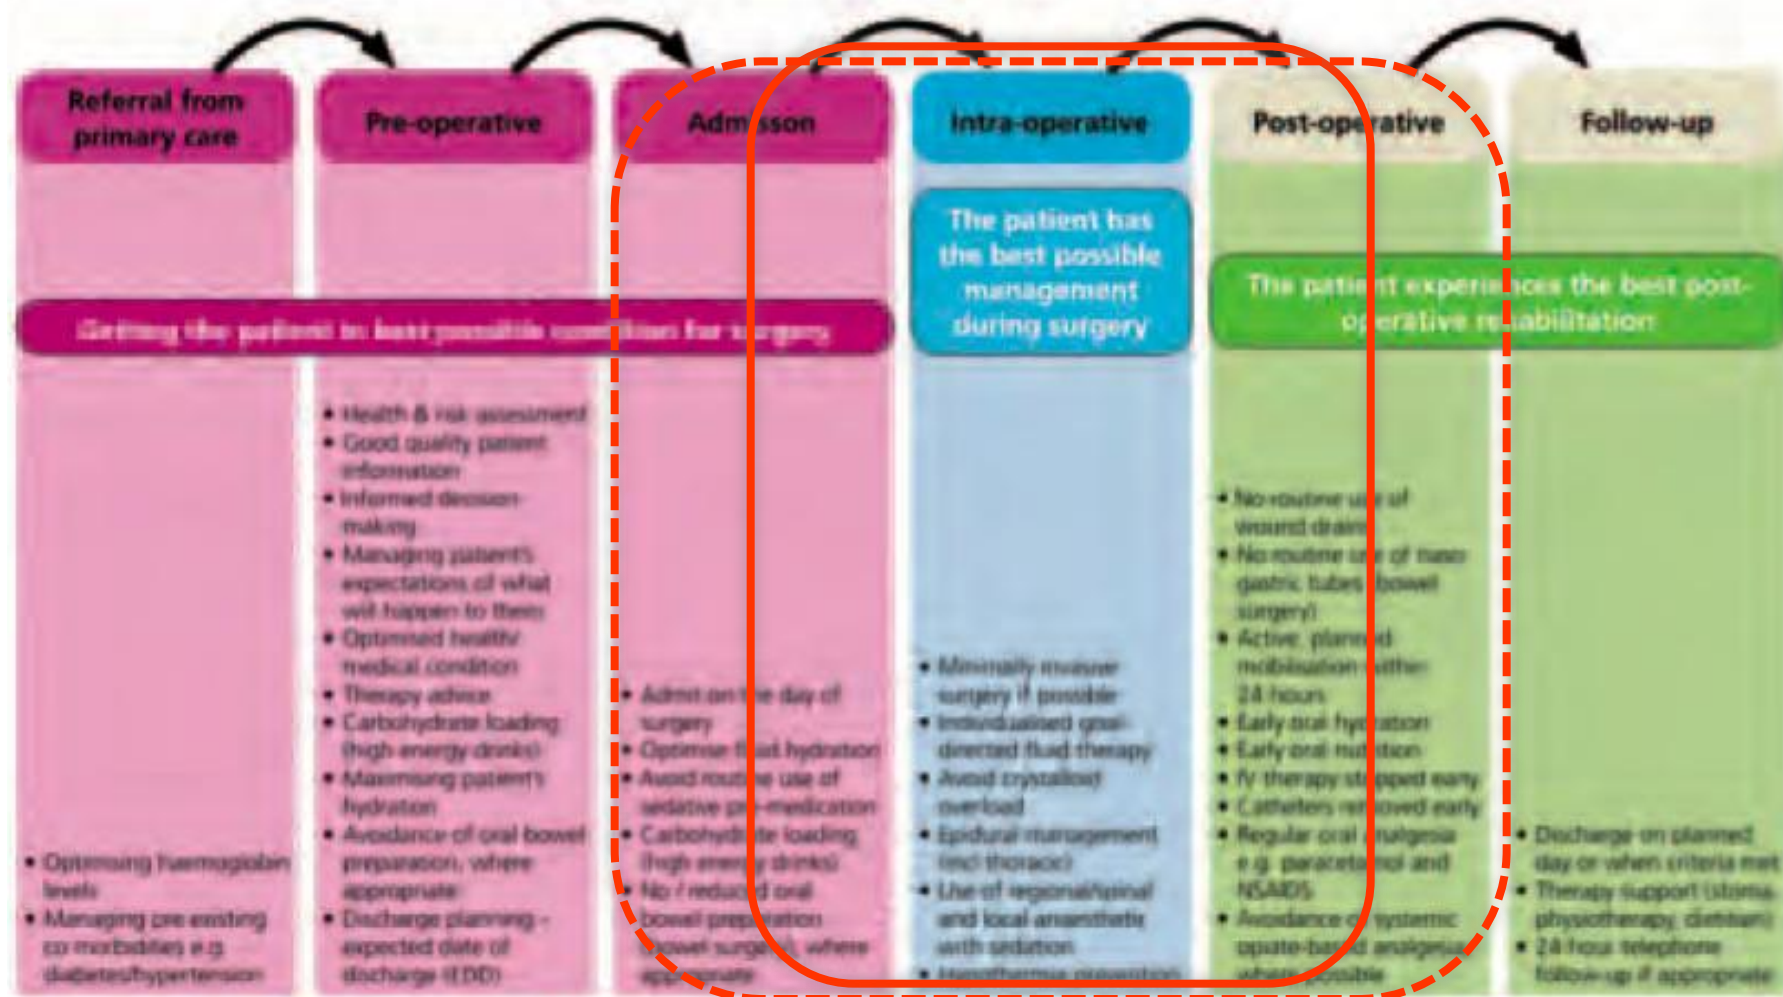 Referral from
primary care
Pre-operative
Admisson
Intra-operative
Post-operative
Follow-up
Getting the patient in best possible condition for surgery
The patient has
the best possible
management
during surgery
The patient experiences the best post-
operative rehabilitation
• Optimising haemoglobin
levels
• Managing pre existing
co morbidities e.g.
diabetes/hypertension
• Health & risk assessment
• Good quality patient
information
• Informed decision
making
• Managing patient's
expectations of what
will happen to them
• Optimised health/
medical condition
• Therapy advice
• Carbohydrate loading
(high energy drinks)
• Maximising patient's
hydration
• Avoidance of oral bowel
preparation, where
appropriate
• Discharge planning –
expected date of
discharge (EDD)
• Admit on the day of
surgery
• Optimise fluid hydration
• Avoid routine use of
sedative pre-medication
• Carbohydrate loading
(high energy drinks)
• No / reduced oral
bowel preparation
(bowel surgery), where
appropriate
• Minimally invasive
surgery if possible
• Individualised goal-
directed fluid therapy
• Avoid crystalloid
overload
• Epidural management
(incl thoracic)
• Use of regional/spinal
and local anaesthetic
with sedation
• Hypothermia prevention
• No routine use of
wound drains
• No routine use of naso
gastric tubes (bowel
surgery)
• Active, planned
mobilisation within
24 hours
• Early oral hydration
• Early oral nutrition
• IV therapy stopped early
• Catheters removed early
• Regular oral analgesia
e.g. paracetamol and
NSAIDS
• Avoidance of systemic
opiate-based analgesia
where possible
• Discharge on planned
day or when criteria met
• Therapy support (stoma,
physiotherapy, dietitian)
• 24 hour telephone
follow-up if appropriate